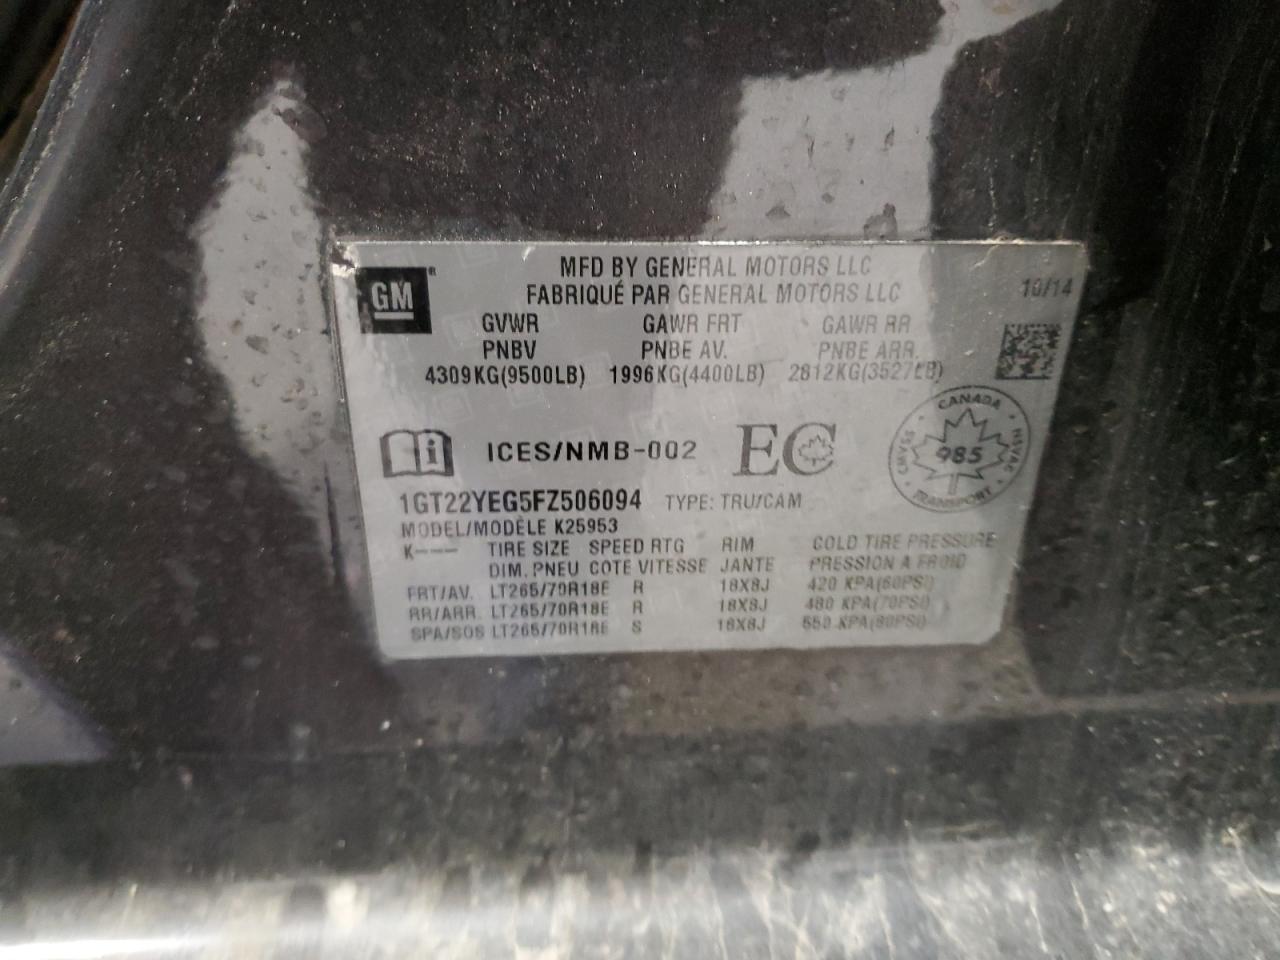 GM
MFD BY GENERAL MOTORS LLC
FABRIQUÉ PAR GENERAL MOTORS LLC
10/14
GVWR GAWR FRT GAWR RR
PNBV PNBE AV. PNBE ARR.
4309KG(9500LB) 1996KG(4400LB) 2812KG(3527LB)
ICES/NMB-002 EC
CANADA
CMVSS 985 NSVAC
TRANSPORT
1GT22YEG5FZ506094 TYPE: TRU/CAM
MODEL/MODÈLE K25953
K--- TIRE SIZE SPEED RTG RIM COLD TIRE PRESSURE
DIM. PNEU COTE VITESSE JANTE PRESSION A FROID
FRT/AV. LT265/70R18E R 18X8J 420 KPA(60PSI)
RR/ARR. LT265/70R18E R 18X8J 480 KPA(70PSI)
SPA/SOS LT265/70R18E S 18X8J 550 KPA(80PSI)